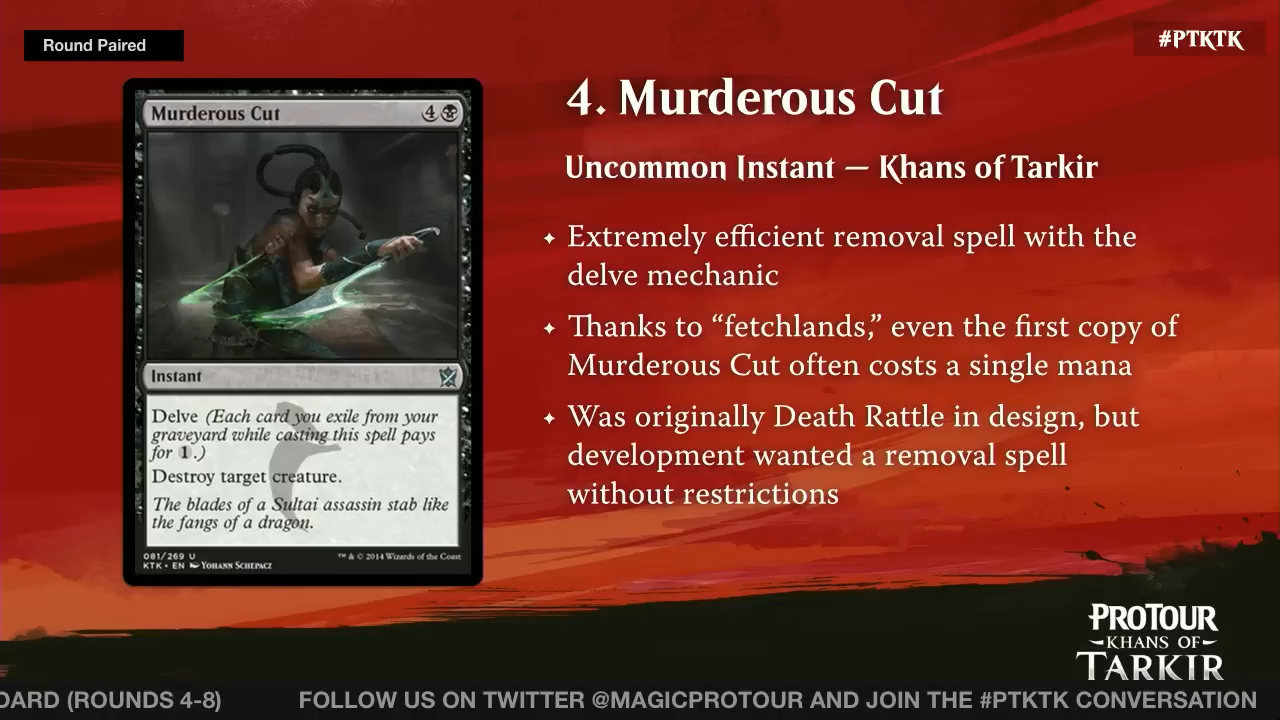 Round Paired
#PTKTK
Murderous Cut 4
Instant
Delve (Each card you exile from your
graveyard while casting this spell pays
for 1.)
Destroy target creature.
The blades of a Sultai assassin stab like
the fangs of a dragon.
081/269 U
KTK • EN YOHANN SCHEPACZ
™ & © 2014 Wizards of the Coast
4. Murderous Cut
Uncommon Instant — Khans of Tarkir
Extremely efficient removal spell with the
delve mechanic
Thanks to “fetchlands,” even the first copy of
Murderous Cut often costs a single mana
Was originally Death Rattle in design, but
development wanted a removal spell
without restrictions
PROTOUR
KHANS OF
TARKIR
DARD (ROUNDS 4-8) FOLLOW US ON TWITTER @MAGICPROTOUR AND JOIN THE #PTKTK CONVERSATION